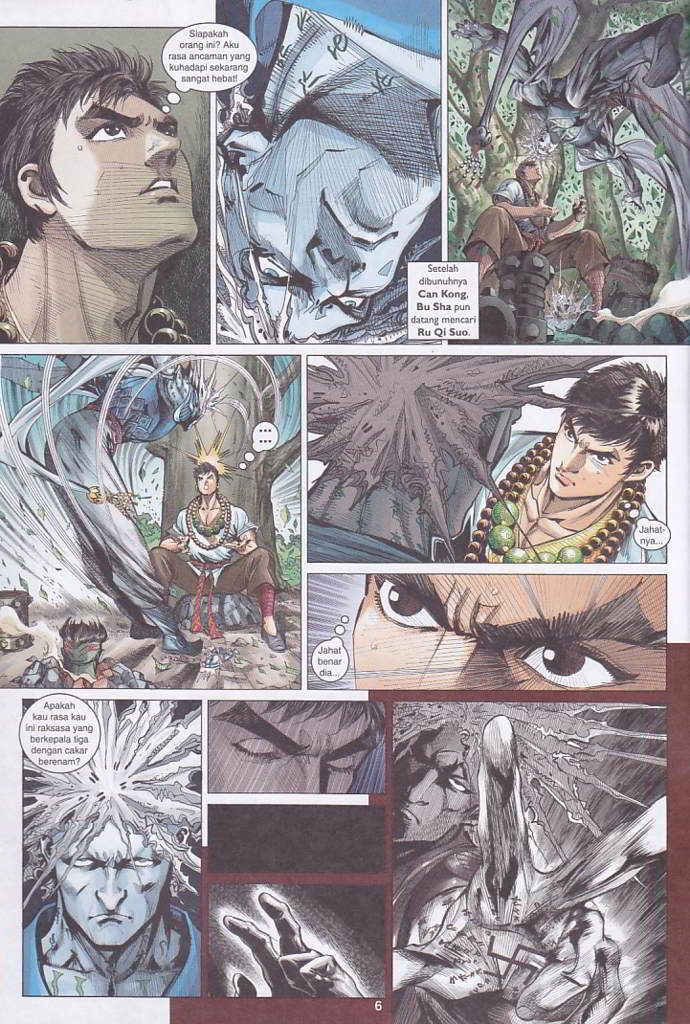 Siapakah
orang ini? Aku
rasa ancaman yang
kuhadapi sekarang
sangat hebat!
Setelah
dibunuhnya
Can Kong,
Bu Sha pun
datang mencari
Ru Qi Suo.
... ...
Jahat-
nya...
Jahat
benar
dia...
Apakah
kau rasa kau
ini raksasa yang
berkepala tiga
dengan cakar
berenam?
6